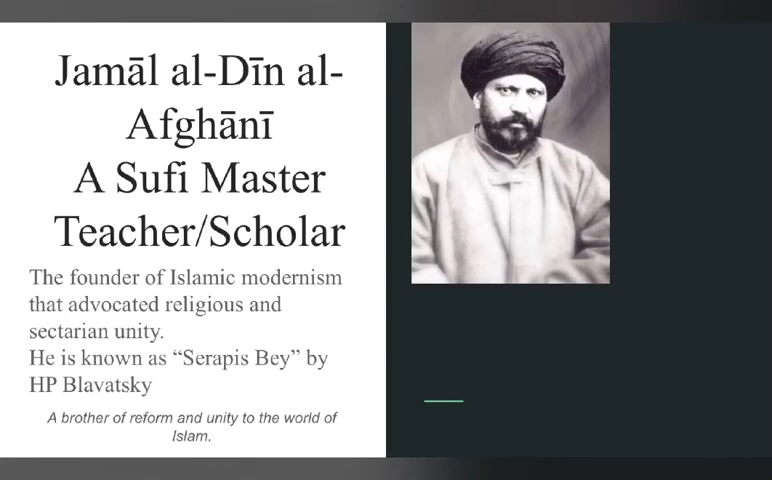 Jamāl al-Dīn al-
Afghānī
A Sufi Master
Teacher/Scholar
The founder of Islamic modernism
that advocated religious and
sectarian unity.
He is known as “Serapis Bey” by
HP Blavatsky
A brother of reform and unity to the world of
Islam.